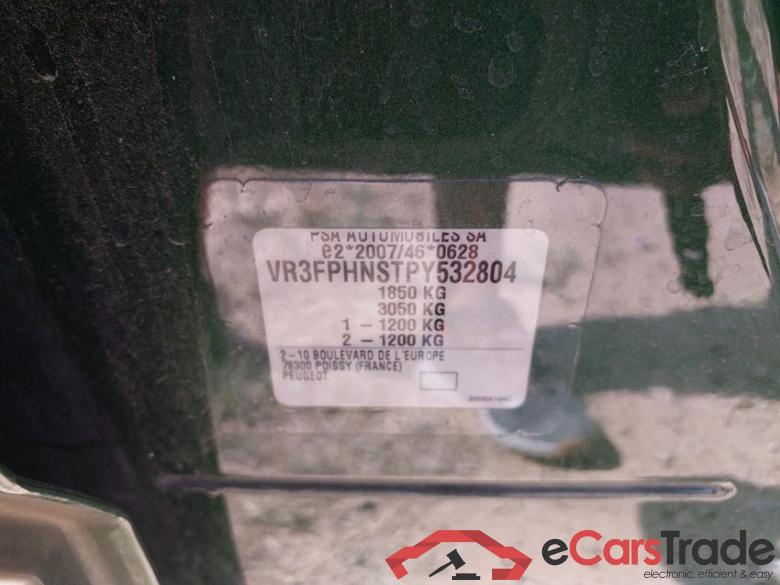 PSA AUTOMOBILES SA
e2*2007/46*0628
VR3FPHNSTPY532804
1850 KG
3050 KG
1 – 1200 KG
2 – 1200 KG
2–10 BOULEVARD DE L'EUROPE
78300 POISSY (FRANCE)
PEUGEOT
eCarsTrade
electronic, efficient & easy